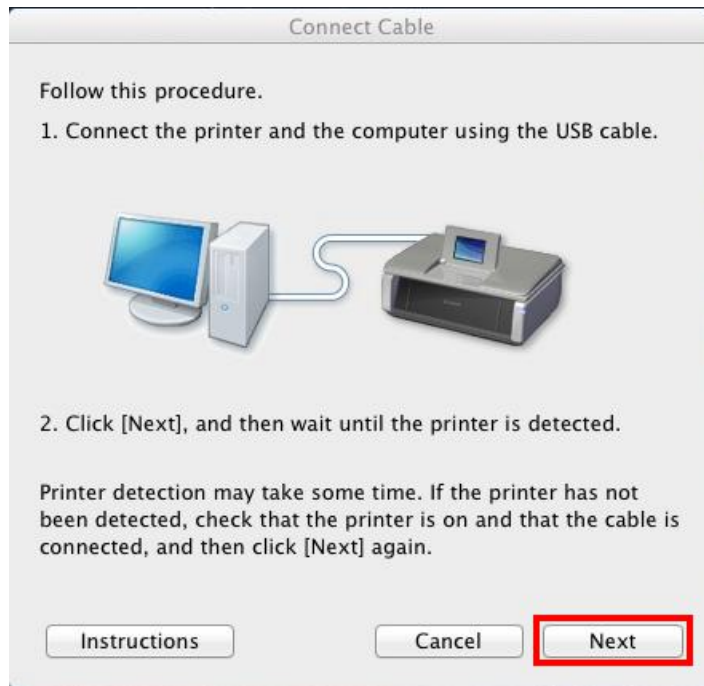 Connect Cable
Follow this procedure.
1. Connect the printer and the computer using the USB cable.
2. Click [Next], and then wait until the printer is detected.
Printer detection may take some time. If the printer has not
been detected, check that the printer is on and that the cable is
connected, and then click [Next] again.
Instructions
Cancel
Next